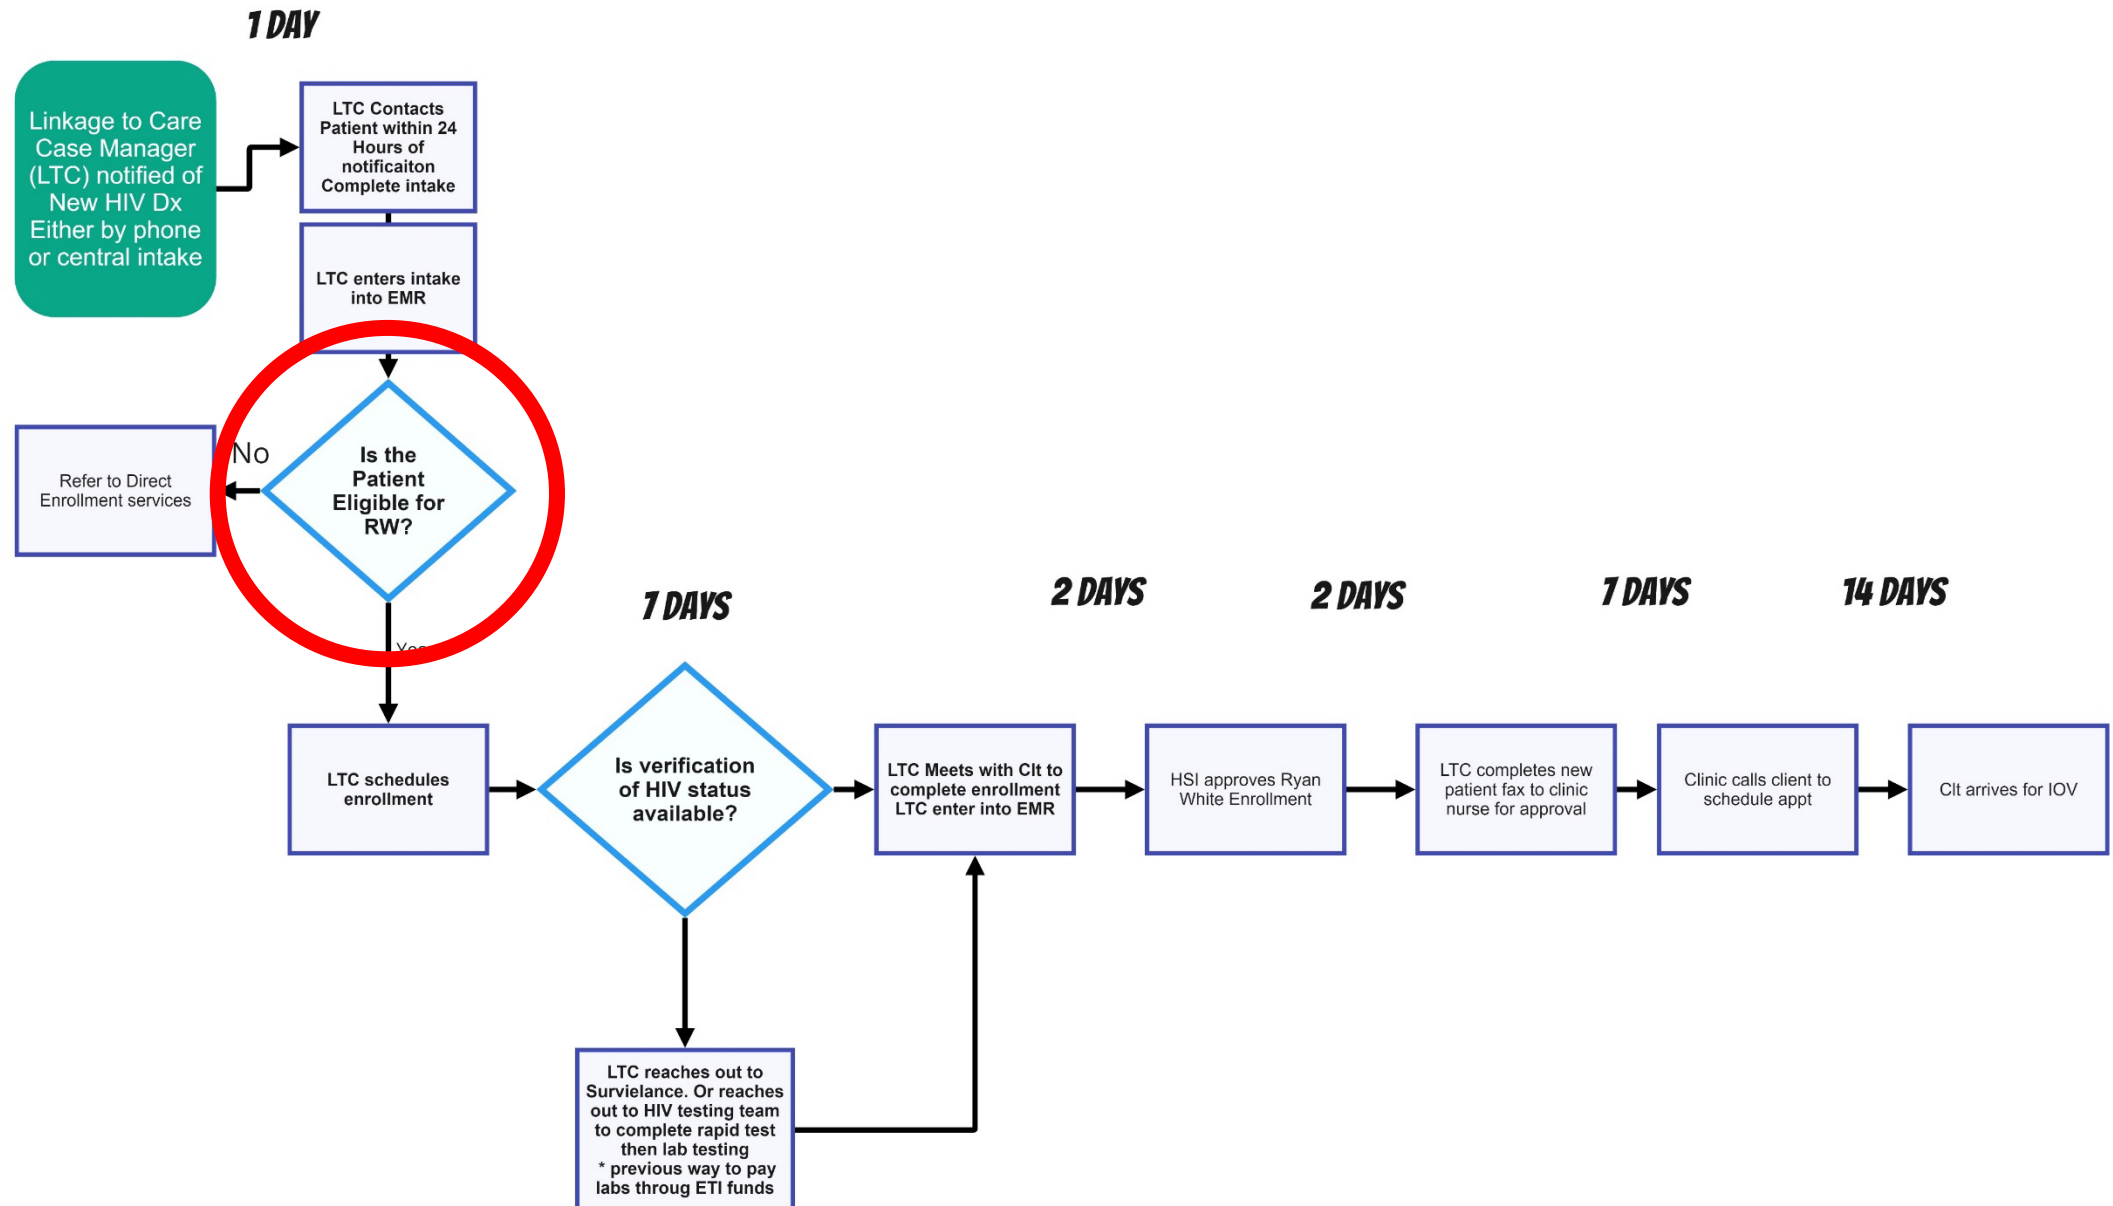 1 DAY
Linkage to Care
Case Manager
(LTC) notified of
New HIV Dx
Either by phone
or central intake
LTC Contacts
Patient within 24
Hours of
notificaiton
Complete intake
LTC enters intake
into EMR
No
Refer to Direct
Enrollment services
Is the
Patient
Eligible for
RW?
Yes
7 DAYS
2 DAYS
2 DAYS
7 DAYS
14 DAYS
LTC schedules
enrollment
Is verification
of HIV status
available?
LTC Meets with Clt to
complete enrollment
LTC enter into EMR
HSI approves Ryan
White Enrollment
LTC completes new
patient fax to clinic
nurse for approval
Clinic calls client to
schedule appt
Clt arrives for IOV
LTC reaches out to
Survielance. Or reaches
out to HIV testing team
to complete rapid test
then lab testing
* previous way to pay
labs throug ETI funds